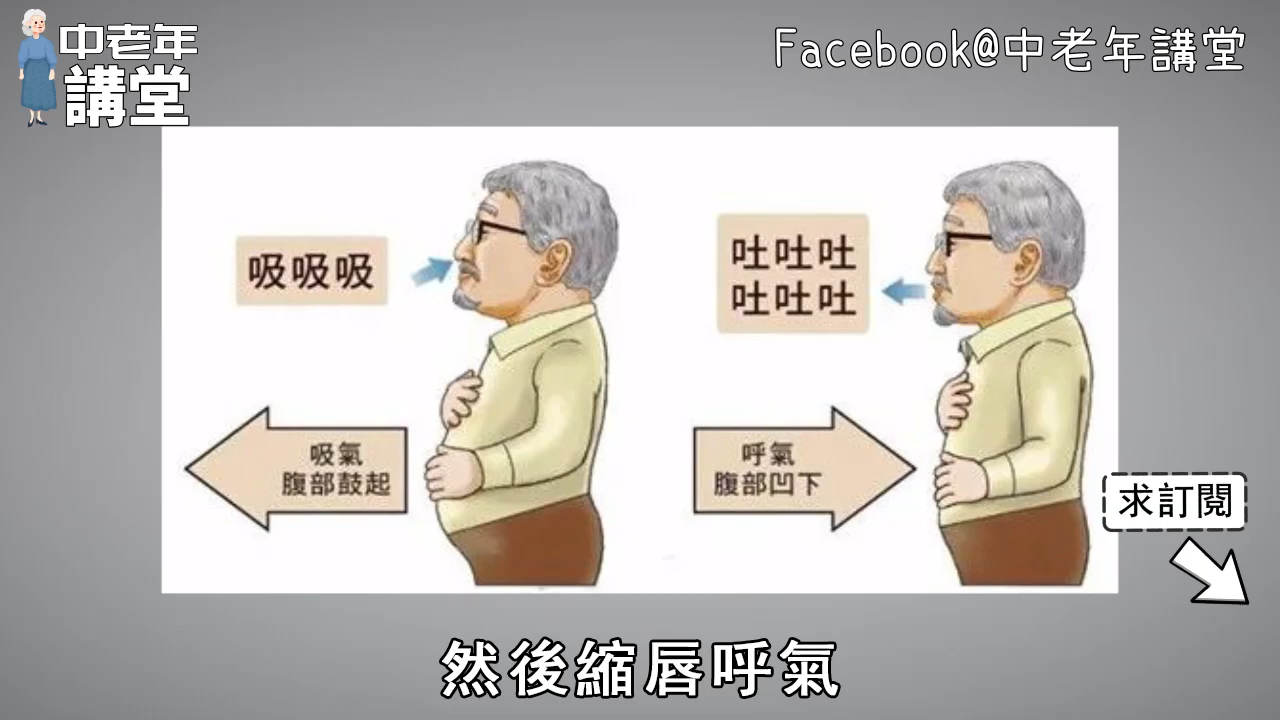 中老年
講堂
Facebook@中老年講堂
吸吸吸
吐吐吐
吐吐吐
吸氣
腹部鼓起
呼氣
腹部凹下
求訂閱
然後縮唇呼氣